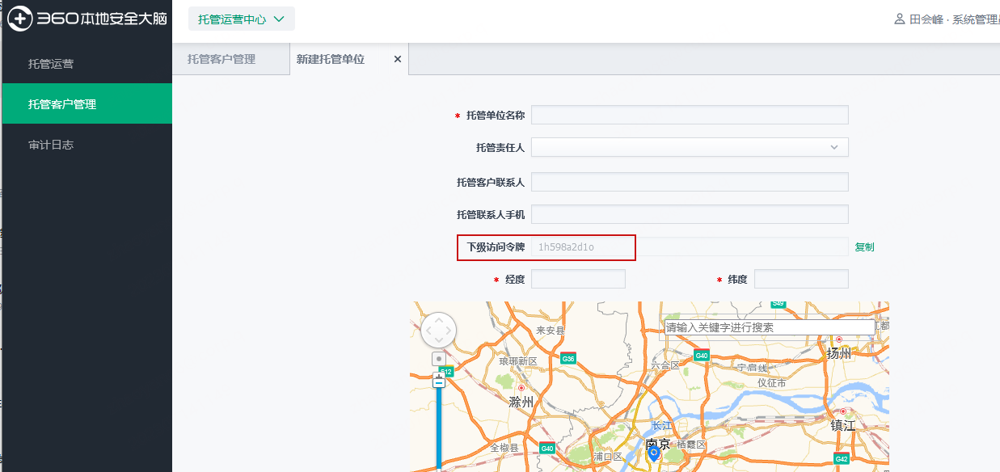 360本地安全大脑
托管运营中心
田会峰 · 系统管理
托管运营
托管客户管理
审计日志
托管客户管理
新建托管单位 ×
* 托管单位名称
托管责任人
托管客户联系人
托管联系人手机
下级访问令牌 1h598a2d1o 复制
* 经度 * 纬度
S49
请输入关键字进行搜索
江都
来安县
扬州
G40
琅琊新区
G36
六合区
宁启线
S12
仪征市
滁州
长江
镇江
南京
栖霞区
全椒县
G40
浦口区
G42